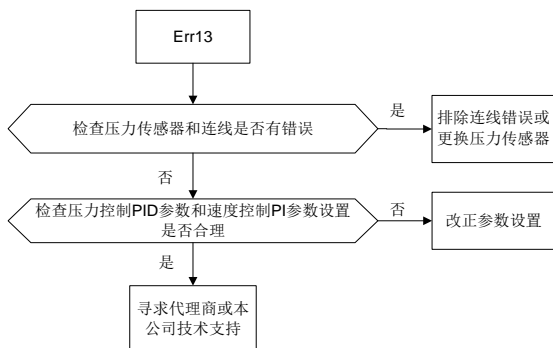 Err13
检查压力传感器和连线是否有错误
是
排除连线错误或
更换压力传感器
否
检查压力控制PID参数和速度控制PI参数设置
是否合理
否
改正参数设置
是
寻求代理商或本
公司技术支持